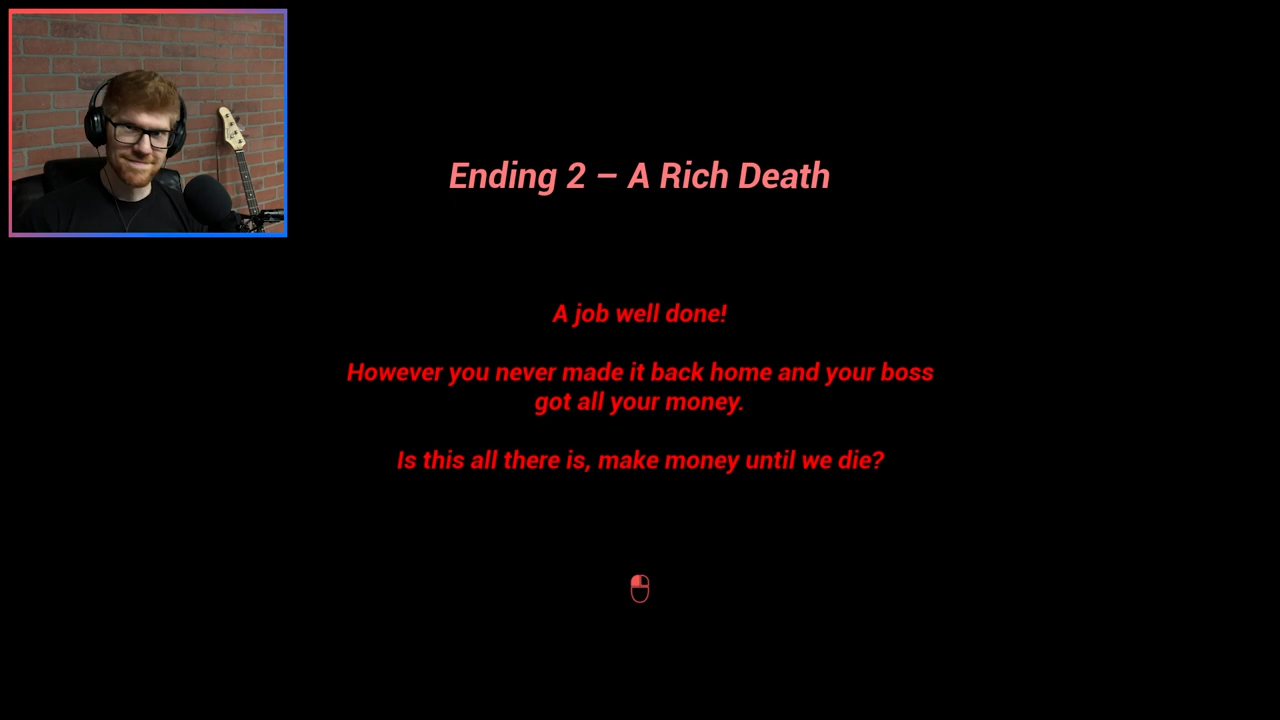 Ending 2 – A Rich Death
A job well done!
However you never made it back home and your boss
got all your money.
Is this all there is, make money until we die?